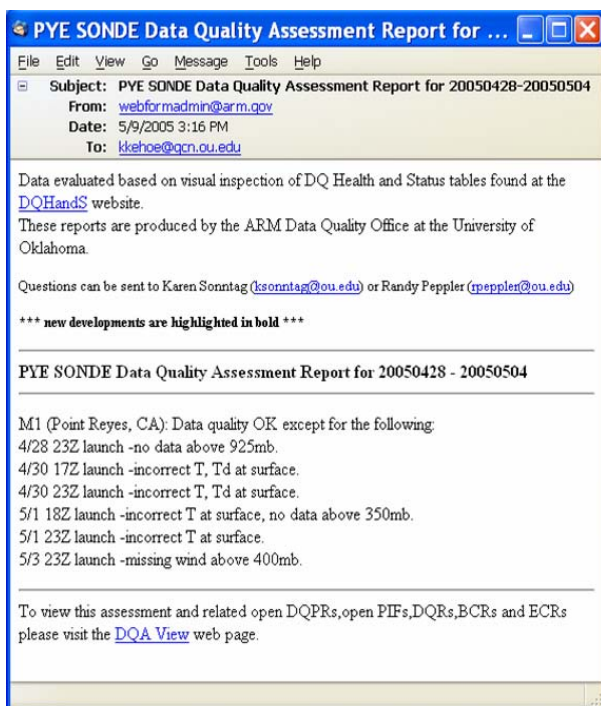 PYE SONDE Data Quality Assessment Report for ...
File Edit View Go Message Tools Help
Subject: PYE SONDE Data Quality Assessment Report for 20050428-20050504
From: webformadmin@arm.gov
Date: 5/9/2005 3:16 PM
To: kkehoe@gcn.ou.edu
Data evaluated based on visual inspection of DQ Health and Status tables found at the
DQHandS website.
These reports are produced by the ARM Data Quality Office at the University of
Oklahoma.
Questions can be sent to Karen Sonntag (ksonntag@ou.edu) or Randy Peppler (rpeppler@ou.edu)
*** new developments are highlighted in bold ***
PYE SONDE Data Quality Assessment Report for 20050428 - 20050504
M1 (Point Reyes, CA): Data quality OK except for the following:
4/28 23Z launch -no data above 925mb.
4/30 17Z launch -incorrect T, Td at surface.
4/30 23Z launch -incorrect T, Td at surface.
5/1 18Z launch -incorrect T at surface, no data above 350mb.
5/1 23Z launch -incorrect T at surface.
5/3 23Z launch -missing wind above 400mb.
To view this assessment and related open DQPRs,open PIFs,DQRs,BCRs and ECRs
please visit the DQA View web page.